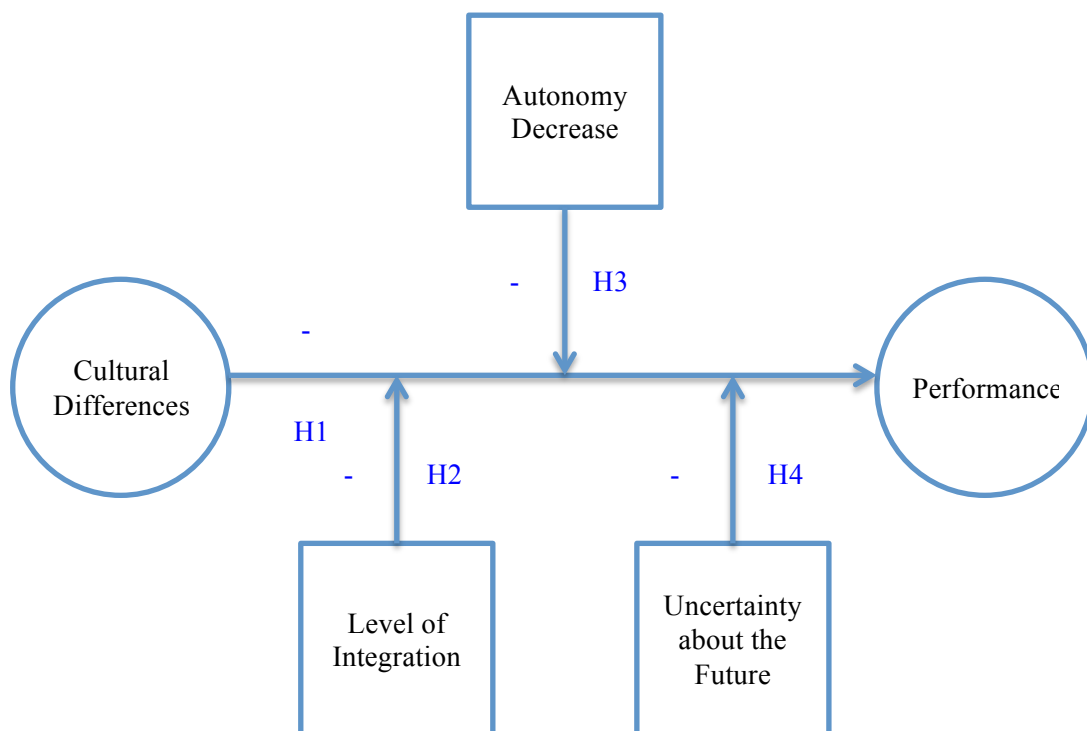 Autonomy
Decrease
-
H3
-
Cultural
Differences
Performance
H1
-
H2
-
H4
Level of
Integration
Uncertainty
about the
Future